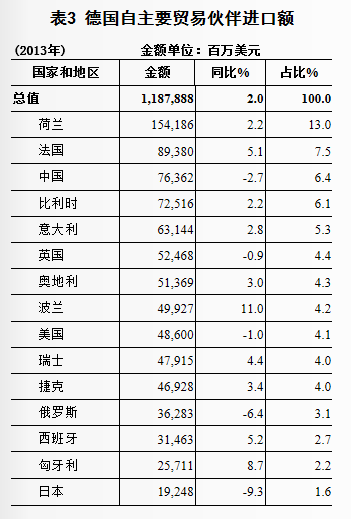 表3 德国自主要贸易伙伴进口额
(2013年) 金额单位：百万美元
国家和地区 金额 同比% 占比%
总值 1,187,888 2.0 100.0
荷兰 154,186 2.2 13.0
法国 89,380 5.1 7.5
中国 76,362 -2.7 6.4
比利时 72,516 2.2 6.1
意大利 63,144 2.8 5.3
英国 52,468 -0.9 4.4
奥地利 51,369 3.0 4.3
波兰 49,927 11.0 4.2
美国 48,600 -1.0 4.1
瑞士 47,915 4.4 4.0
捷克 46,928 3.4 4.0
俄罗斯 36,283 -6.4 3.1
西班牙 31,463 5.2 2.7
匈牙利 25,711 8.7 2.2
日本 19,248 -9.3 1.6